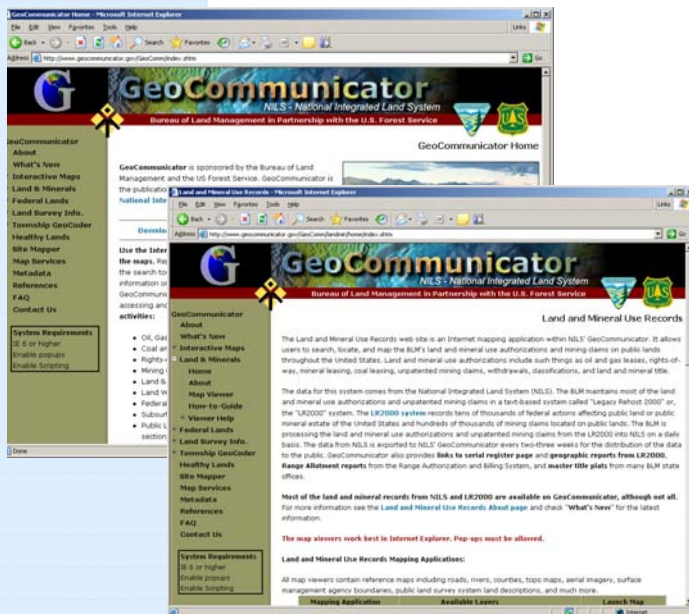 GeoCommunicator Home - Microsoft Internet Explorer
File Edit View Favorites Tools Help
Links
Back Search Favorites
Address http://www.geocommunicator.gov/GeoComm/index.shtm Go
GeoCommunicator
NILS - National Integrated Land System
Bureau of Land Management in Partnership with the U.S. Forest Service
GeoCommunicator Home
GeoCommunicator
About
What's New
Interactive Maps
Land & Minerals
Federal Lands
Land Survey Info.
Township GeoCoder
Healthy Lands
Site Mapper
Map Services
Metadata
References
FAQ
Contact Us
System Requirements
IE 6 or higher
Enable popups
Enable Scripting
GeoCommunicator is sponsored by the Bureau of Land
Management and the US Forest Service. GeoCommunicator is
the publication
National Inte
Downlo
Use the Inter
the maps. Re
the search to
information o
GeoCommuni
accessing and
activities:
• Oil, Gas
• Coal an
• Rights-
• Mining
• Land &
• Land W
• Federal
• Subsurf
• Public L
section
Done
Land and Mineral Use Records - Microsoft Internet Explorer
File Edit View Favorites Tools Help
Links
Back Search Favorites
Address http://www.geocommunicator.gov/GeoComm/landmin/home/index.shtm Go
GeoCommunicator
NILS - National Integrated Land System
Bureau of Land Management in Partnership with the U.S. Forest Service
Land and Mineral Use Records
GeoCommunicator
About
What's New
+ Interactive Maps
- Land & Minerals
Home
About
Map Viewer
How-to-Guide
+ Viewer Help
+ Federal Lands
+ Land Survey Info.
+ Township GeoCoder
Healthy Lands
Site Mapper
Map Services
Metadata
References
FAQ
Contact Us
System Requirements
IE 6 or higher
Enable popups
Enable Scripting
The Land and Mineral Use Records web site is an Internet mapping application within NILS' GeoCommunicator. It allows
users to search, locate, and map the BLM's land and mineral use authorizations and mining claims on public lands
throughout the United States. Land and mineral use authorizations include such things as oil and gas leases, rights-of-
way, mineral leasing, coal leasing, unpatented mining claims, withdrawals, classifications, and land and mineral title.
The data for this system comes from the National Integrated Land System (NILS). The BLM maintains most of the land
and mineral use authorizations and unpatented mining claims in a text-based system called "Legacy Rehost 2000" or,
the "LR2000" system. The LR2000 system records tens of thousands of federal actions affecting public land or public
mineral estate of the United States and hundreds of thousands of mining claims located on public lands. The BLM is
processing the land and mineral use authorizations and unpatented mining claims from the LR2000 into NILS on a daily
basis. The data from NILS is exported to NILS' GeoCommunicator every two-three weeks for the distribution of the data
to the public. GeoCommunicator also provides links to serial register page and geographic reports from LR2000,
Range Allotment reports from the Range Authorization and Billing System, and master title plats from many BLM state
offices.
Most of the land and mineral records from NILS and LR2000 are available on GeoCommunicator, although not all.
For more information see the Land and Mineral Use Records About page and check "What's New" for the latest
information.
The map viewers work best in Internet Explorer. Pop-ups must be allowed.
Land and Mineral Use Records Mapping Applications:
All map viewers contain reference maps including roads, rivers, counties, topo maps, aerial imagery, surface
management agency boundaries, public land survey system land descriptions, and much more.
Mapping Application Available Layers Launch Map
Internet